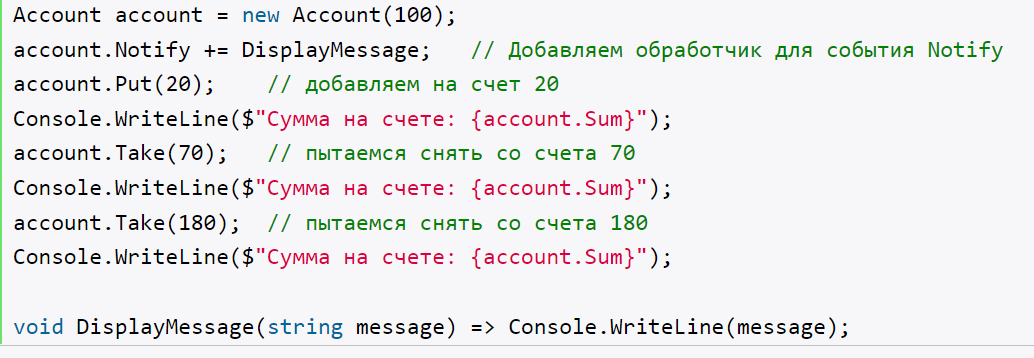 Account account = new Account(100);
account.Notify += DisplayMessage;   // Добавляем обработчик для события Notify
account.Put(20);    // добавляем на счет 20
Console.WriteLine($"Сумма на счете: {account.Sum}");
account.Take(70);   // пытаемся снять со счета 70
Console.WriteLine($"Сумма на счете: {account.Sum}");
account.Take(180);  // пытаемся снять со счета 180
Console.WriteLine($"Сумма на счете: {account.Sum}");
void DisplayMessage(string message) => Console.WriteLine(message);